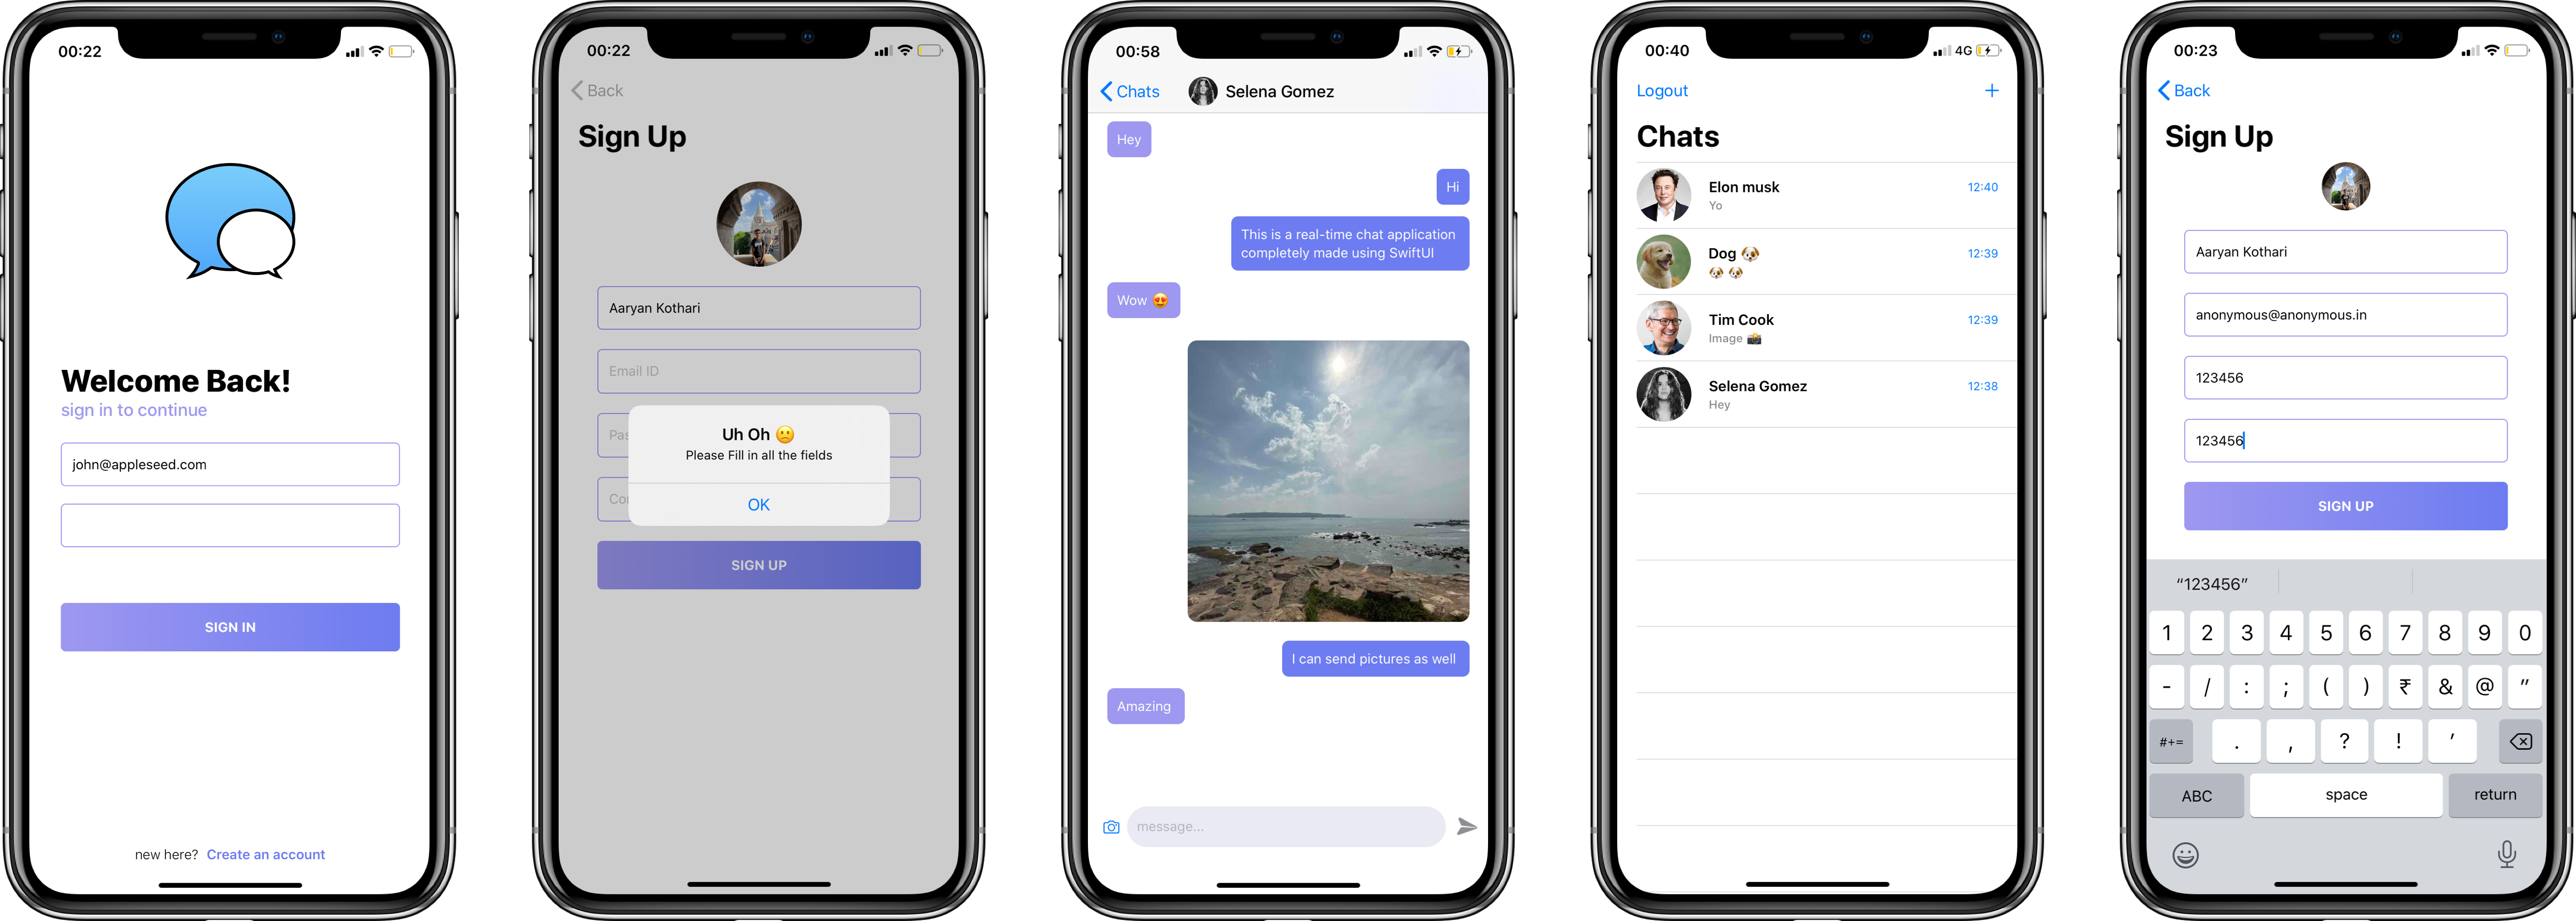 00:22
Welcome Back!
sign in to continue
john@appleseed.com
SIGN IN
new here? Create an account
00:22
Back
Sign Up
Aaryan Kothari
Email ID
Pas
Con
Uh Oh 🙁
Please Fill in all the fields
OK
SIGN UP
00:58
Chats
Selena Gomez
Hey
Hi
This is a real-time chat application
completely made using SwiftUI
Wow 😍
I can send pictures as well
Amazing
message...
00:40
4G
Logout
+
Chats
Elon musk
12:40
Yo
Dog 🐶
12:39
🐶 🐶
Tim Cook
12:39
Image 📸
Selena Gomez
12:38
Hey
00:23
Back
Sign Up
Aaryan Kothari
anonymous@anonymous.in
123456
123456
SIGN UP
“123456”
1 2 3 4 5 6 7 8 9 0
- / : ; ( ) ₹ & @ ”
#+= . , ? ! ’
ABC space return